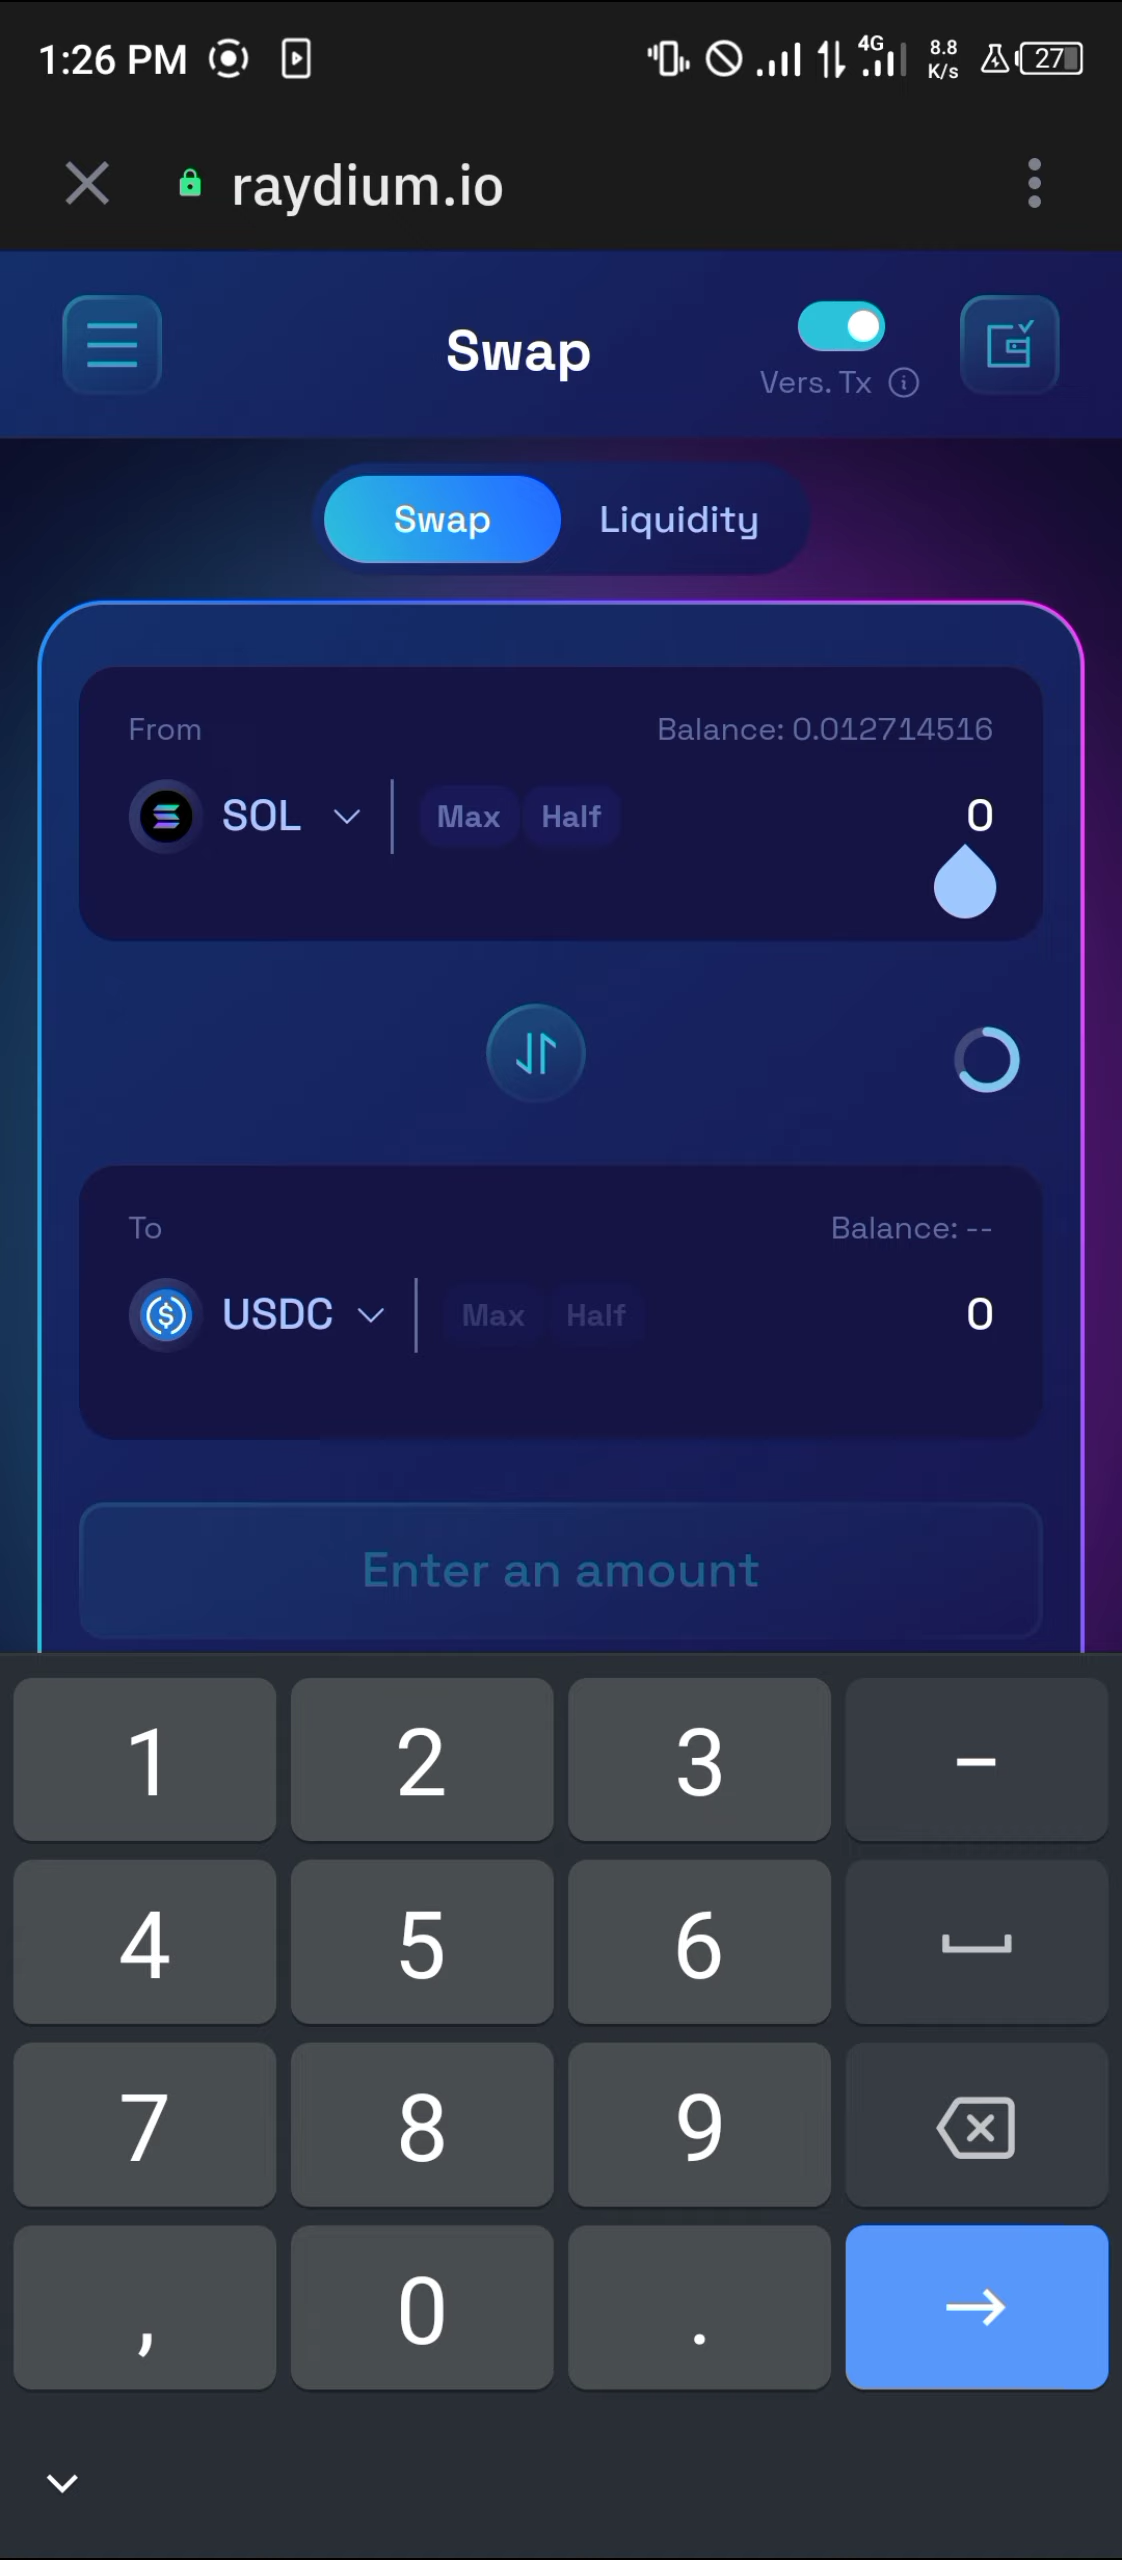 1:26 PM
4G
8.8 K/s
27
raydium.io
Swap
Vers. Tx
Swap
Liquidity
From
Balance: 0.012714516
SOL
Max
Half
0
To
Balance: --
USDC
Max
Half
0
Enter an amount
1 2 3 –
4 5 6
7 8 9
, 0 .